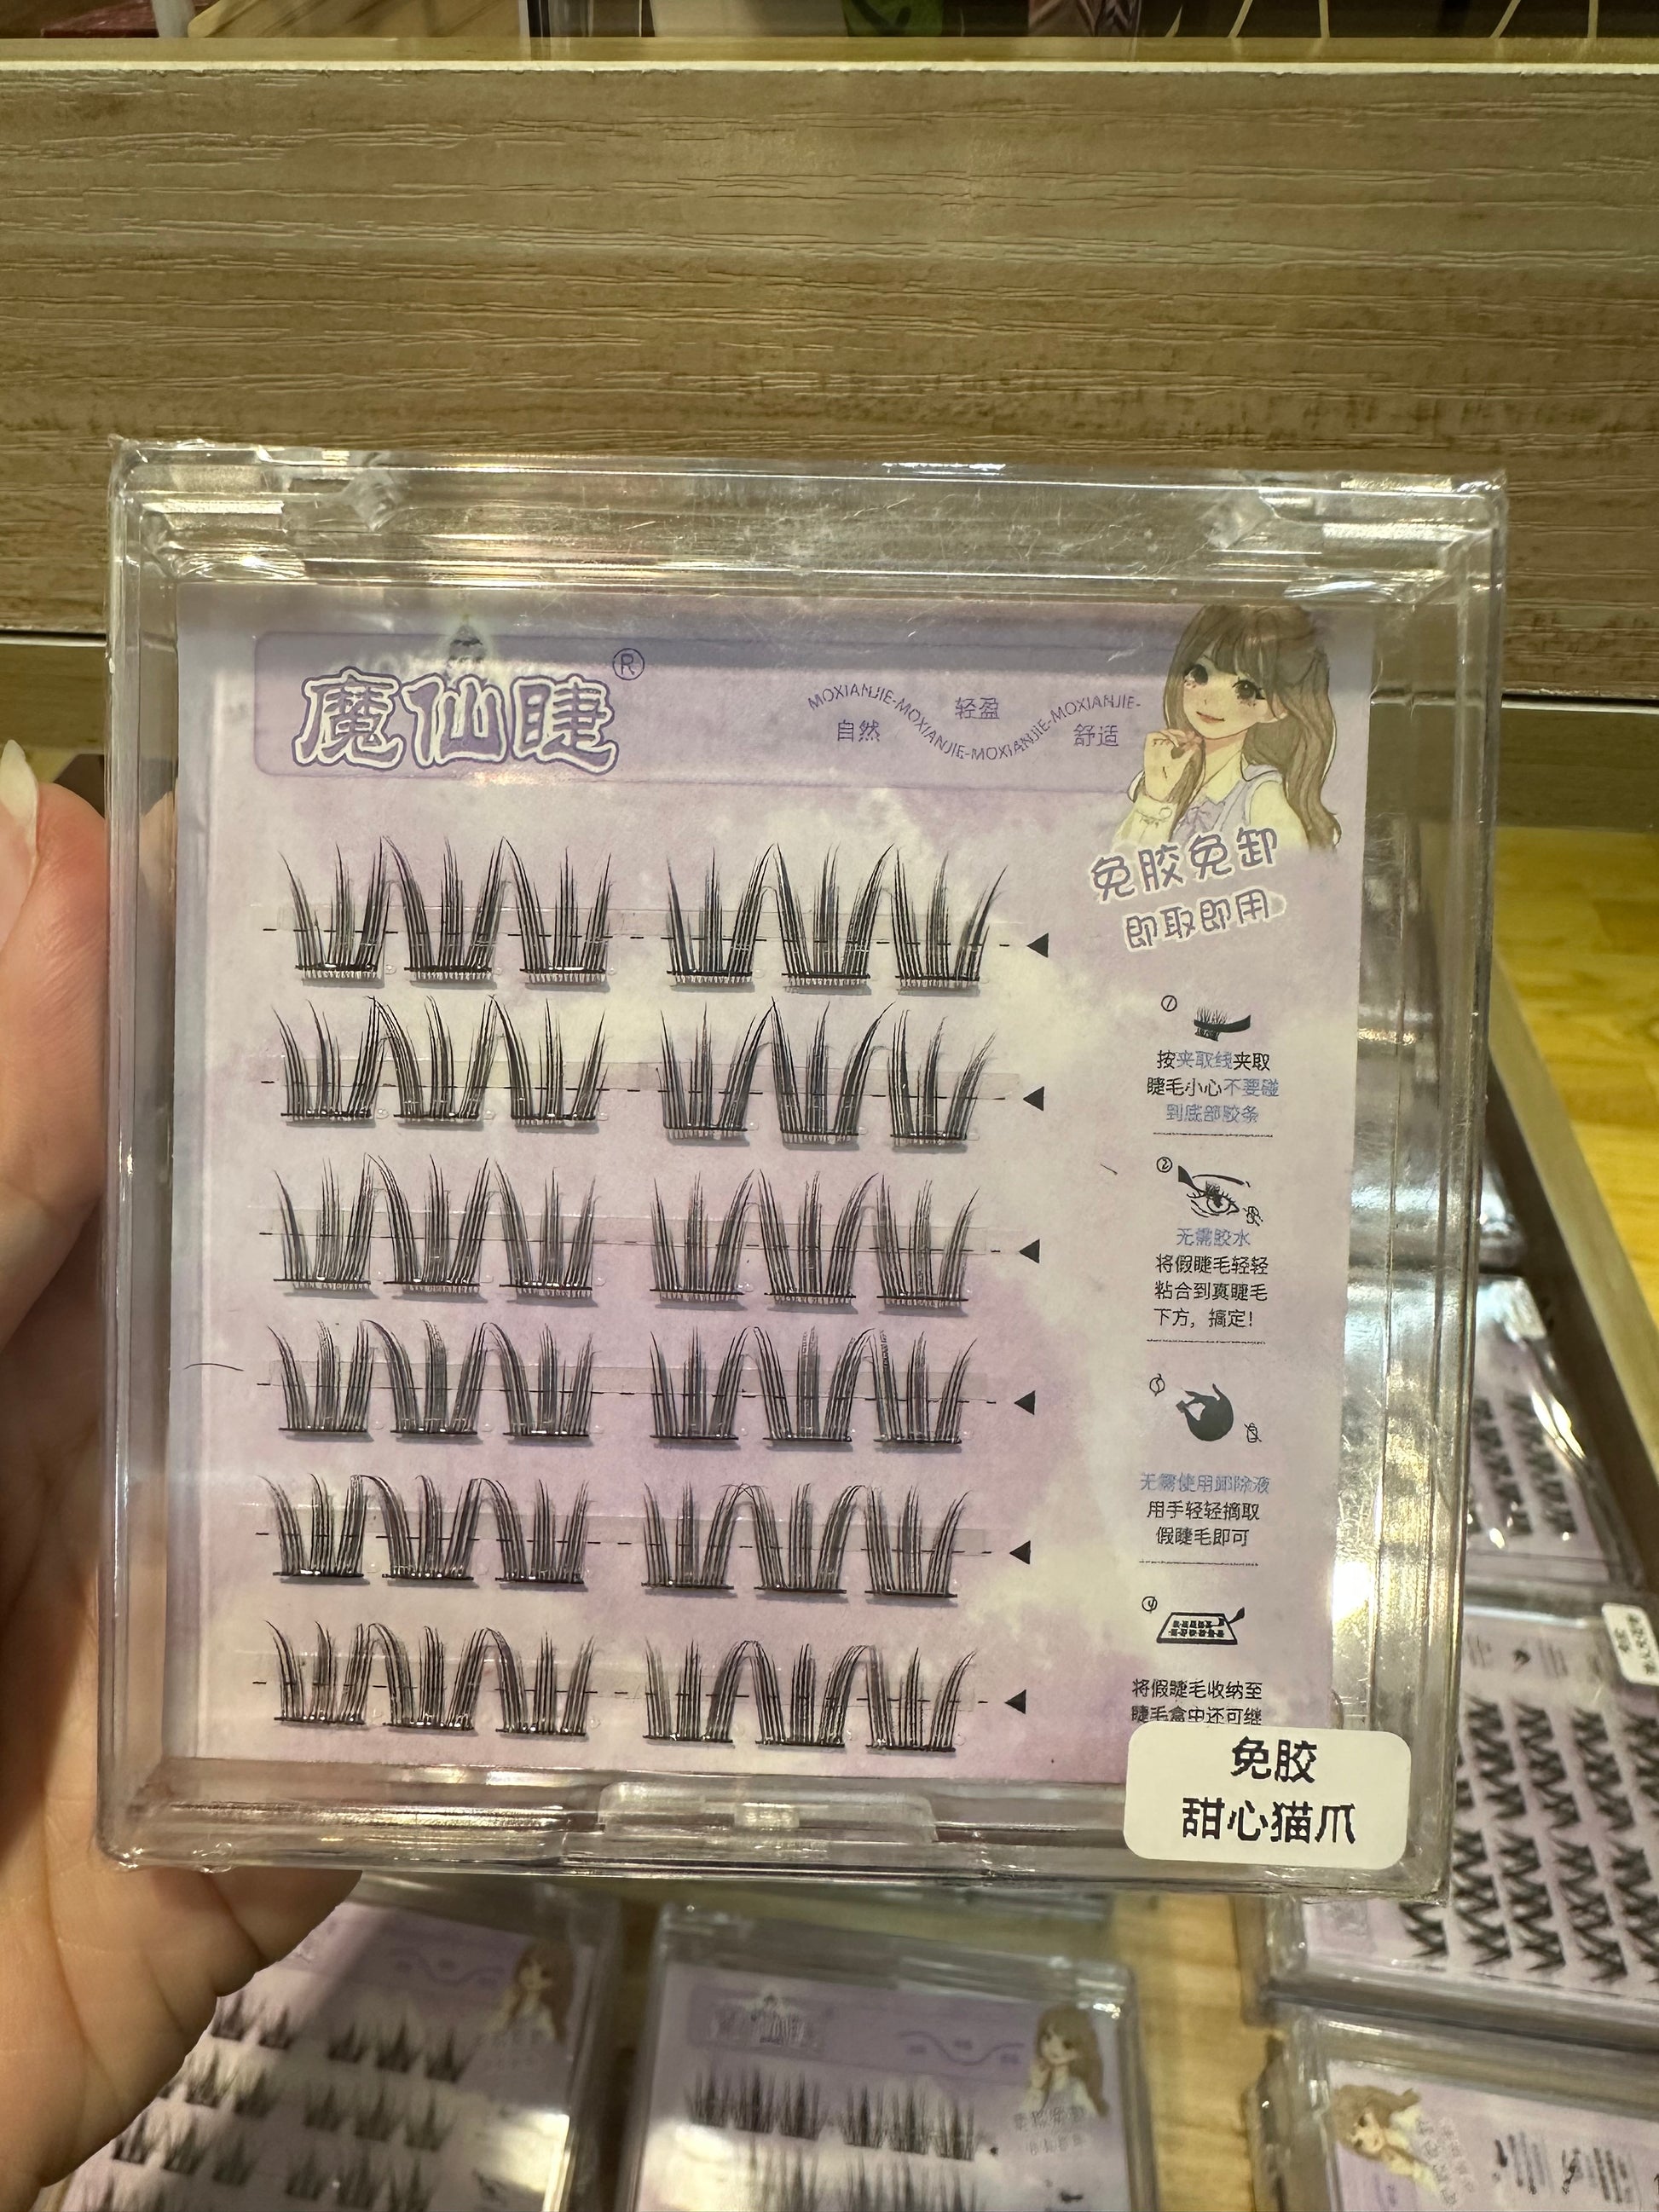 魔仙睫®
MOXIANJIE-MOXIANJIE-MOXIANJIE-MOXIANJIE-
自然
轻盈
舒适
免胶免卸
即取即用
①
按夹取线夹取
睫毛小心不要碰
到底部胶条
②
无需胶水
将假睫毛轻轻
粘合到真睫毛
下方，搞定!
③
无需使用卸除液
用手轻轻摘取
假睫毛即可
④
将假睫毛收纳至
睫毛盒中还可继
免胶
甜心猫爪